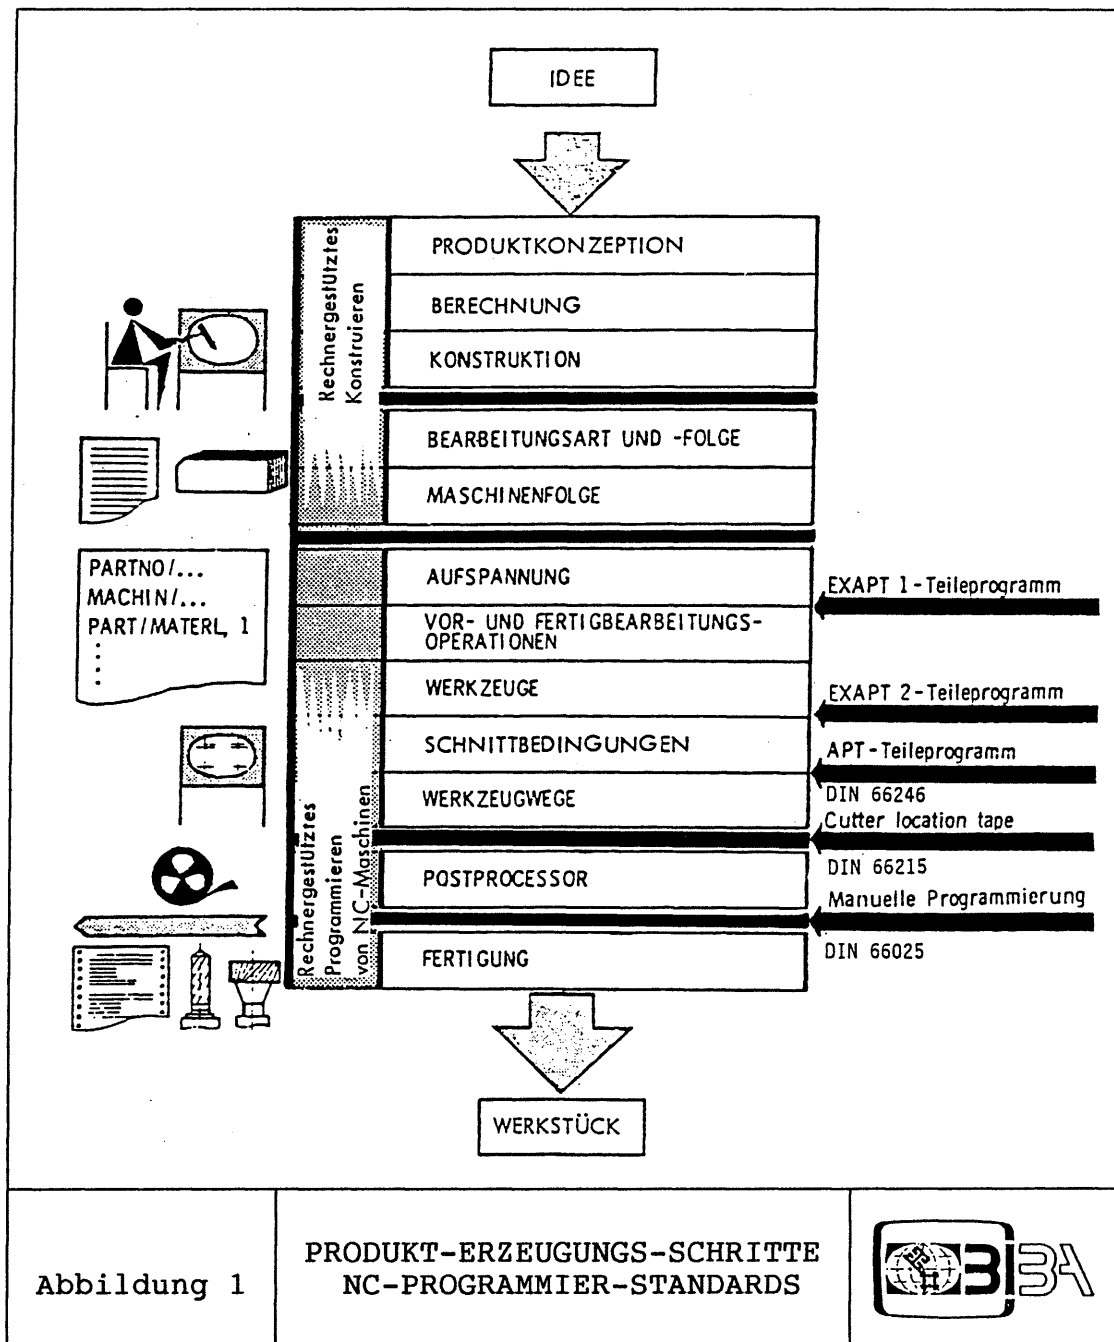 IDEE
Rechnergestütztes
Konstruieren
PRODUKTKONZEPTION
BERECHNUNG
KONSTRUKTION
BEARBEITUNGSART UND -FOLGE
MASCHINENFOLGE
PARTNO/...
MACHIN/...
PART/MATERL, 1
Rechnergestütztes
Programmieren
von NC-Maschinen
AUFSPANNUNG
VOR- UND FERTIGBEARBEITUNGS-
OPERATIONEN
WERKZEUGE
SCHNITTBEDINGUNGEN
WERKZEUGWEGE
POSTPROCESSOR
FERTIGUNG
EXAPT 1-Teileprogramm
EXAPT 2-Teileprogramm
APT-Teileprogramm
DIN 66246
Cutter location tape
DIN 66215
Manuelle Programmierung
DIN 66025
WERKSTÜCK
Abbildung 1
PRODUKT-ERZEUGUNGS-SCHRITTE
NC-PROGRAMMIER-STANDARDS
BIBA